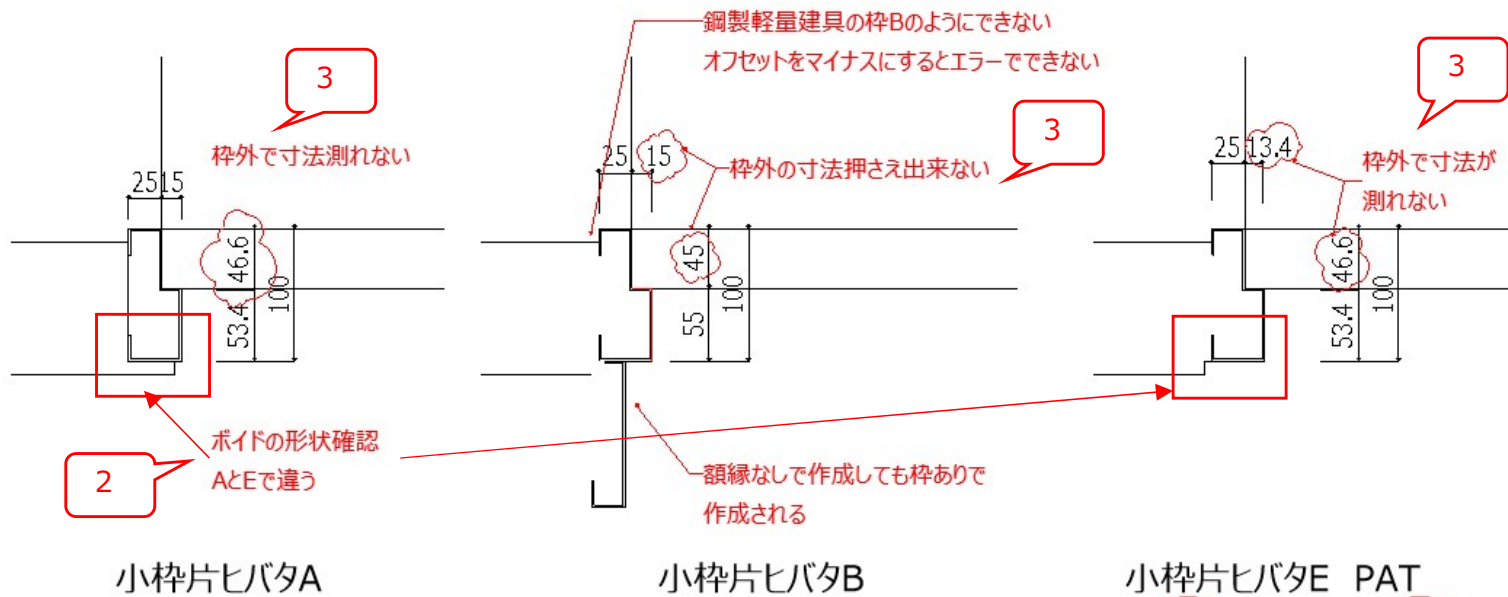 鋼製軽量建具の枠Bのようにできない
オフセットをマイナスにするとエラーでできない
3
枠外で寸法測れない
25 15
46.6
53.4
100
2
ボイドの形状確認
AとEで違う
小枠片ヒバタA
3
25 15
枠外の寸法押さえ出来ない
45
55
100
額縁なしで作成しても枠ありで
作成される
小枠片ヒバタB
3
25 13.4
枠外で寸法が
測れない
46.6
53.4
100
小枠片ヒバタE PAT